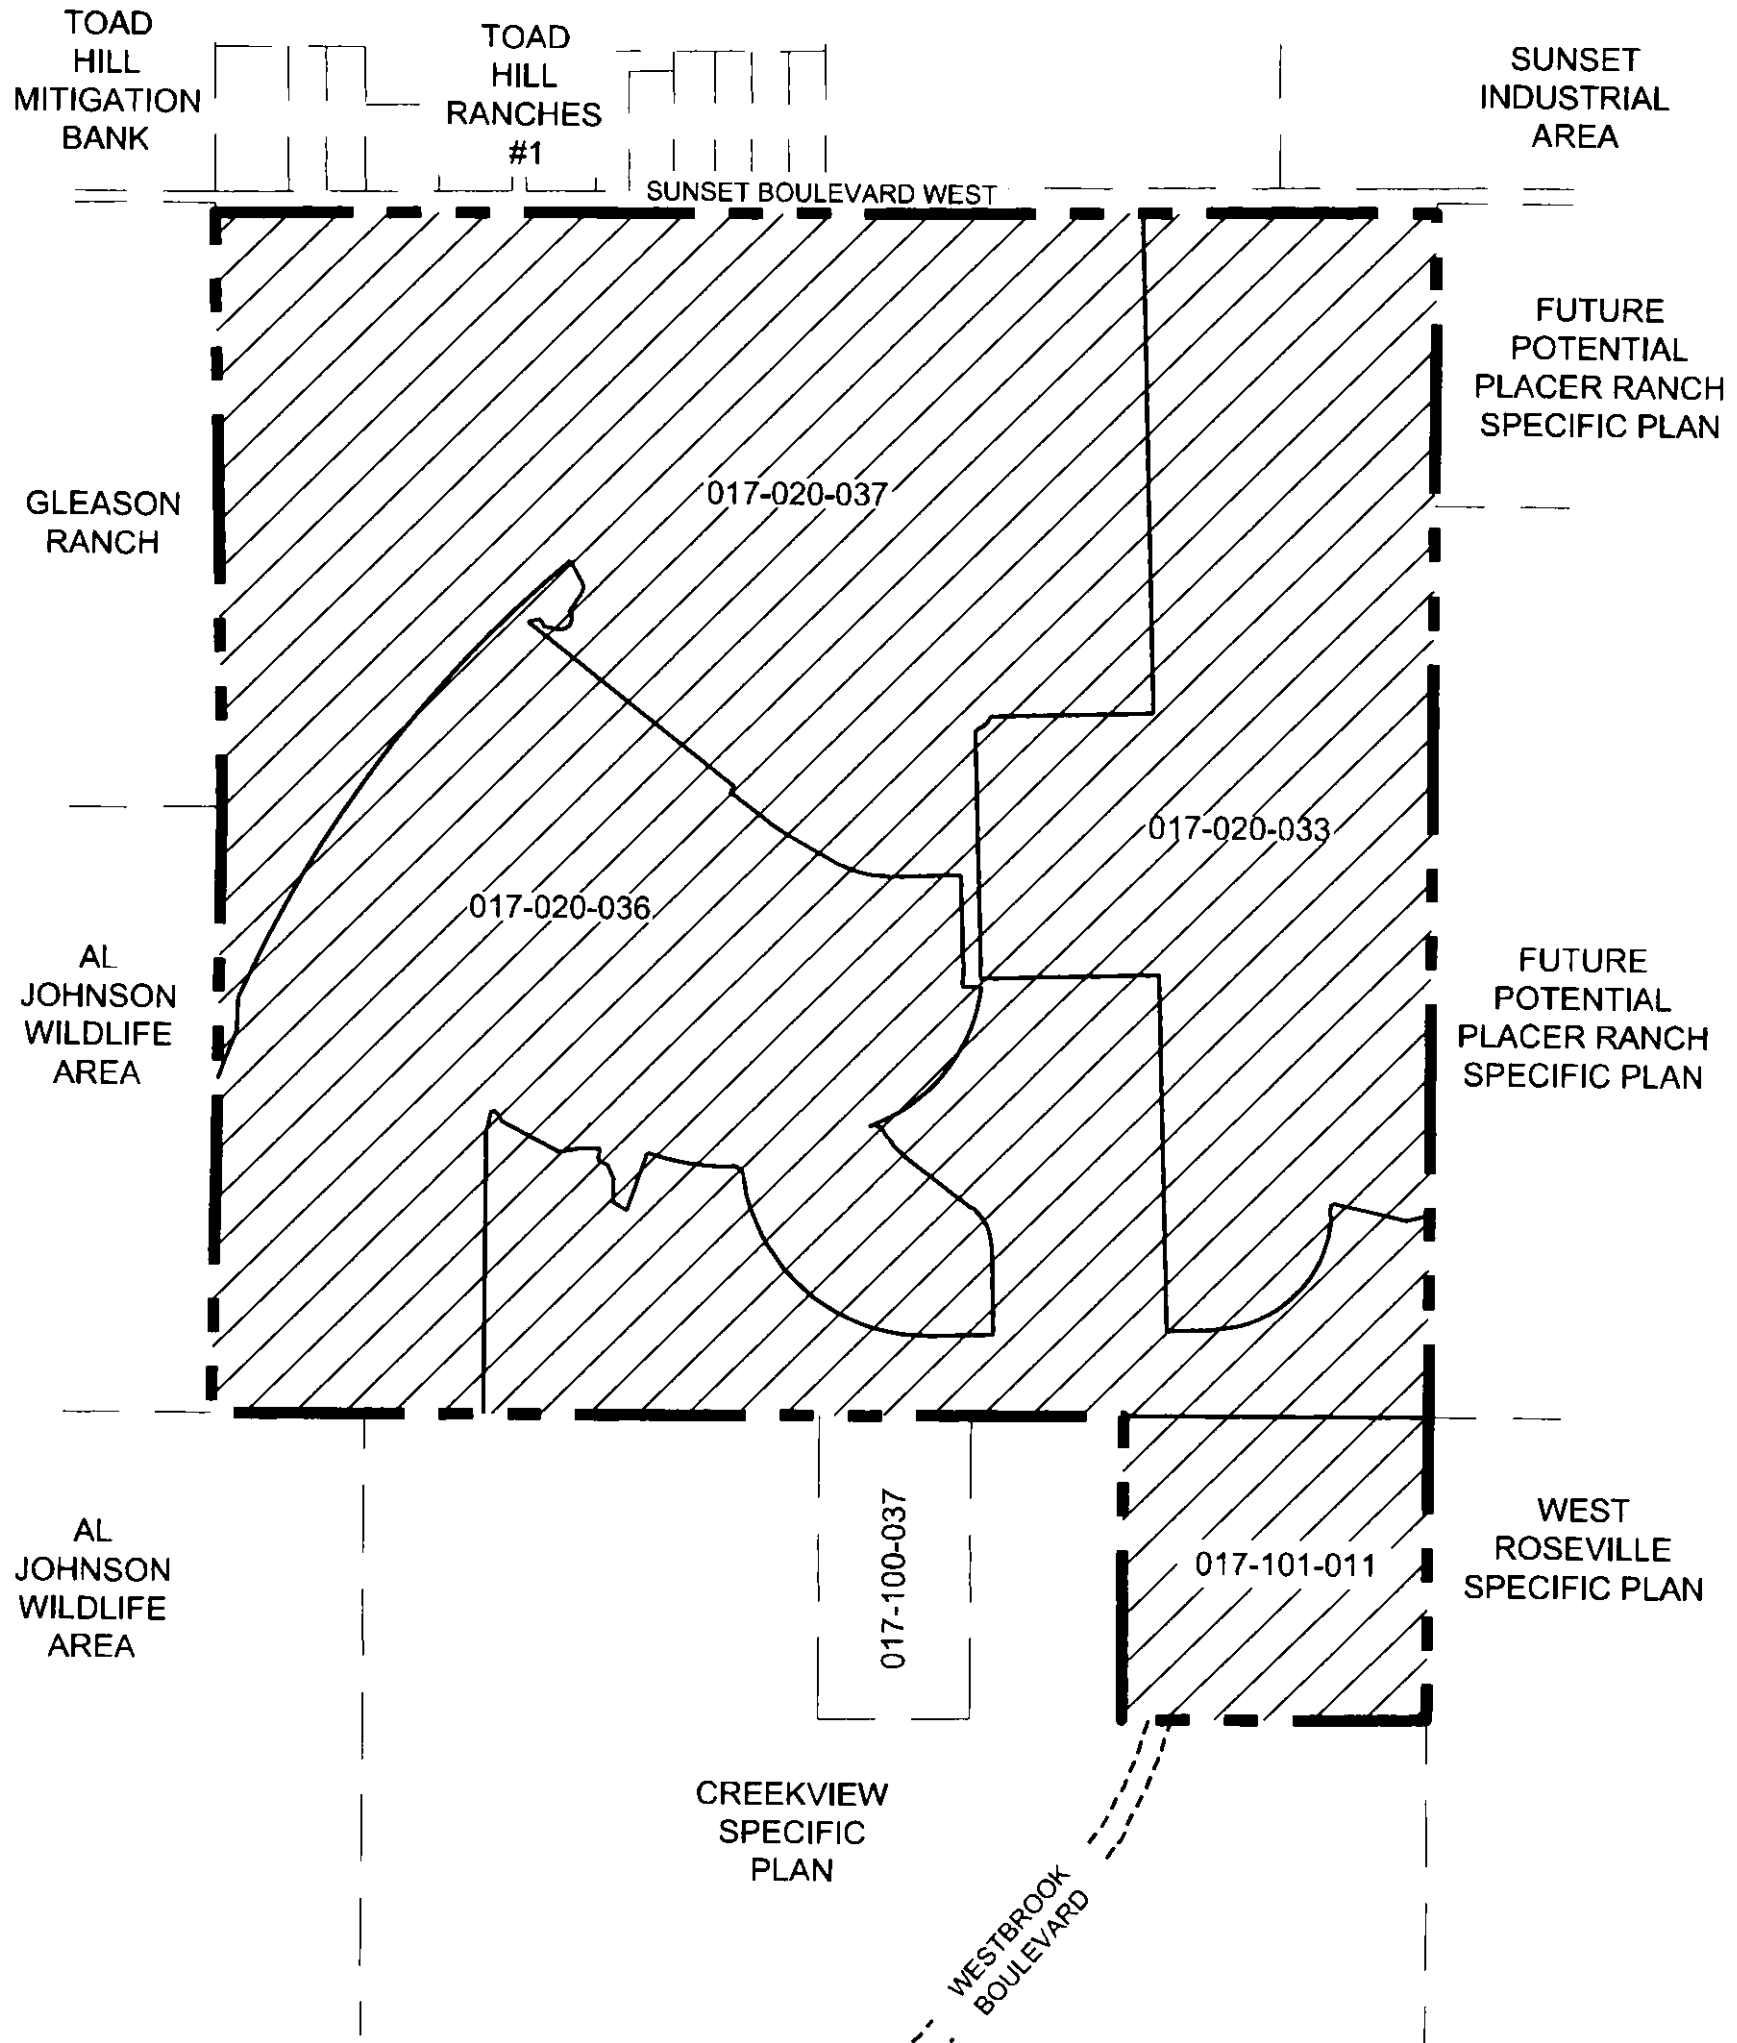 TOAD
HILL
MITIGATION
BANK
TOAD
HILL
RANCHES
#1
SUNSET
INDUSTRIAL
AREA
SUNSET BOULEVARD WEST
FUTURE
POTENTIAL
PLACER RANCH
SPECIFIC PLAN
GLEASON
RANCH
017-020-037
017-020-033
017-020-036
AL
JOHNSON
WILDLIFE
AREA
FUTURE
POTENTIAL
PLACER RANCH
SPECIFIC PLAN
AL
JOHNSON
WILDLIFE
AREA
017-100-037
017-101-011
WEST
ROSEVILLE
SPECIFIC PLAN
CREEKVIEW
SPECIFIC
PLAN
WESTBROOK
BOULEVARD